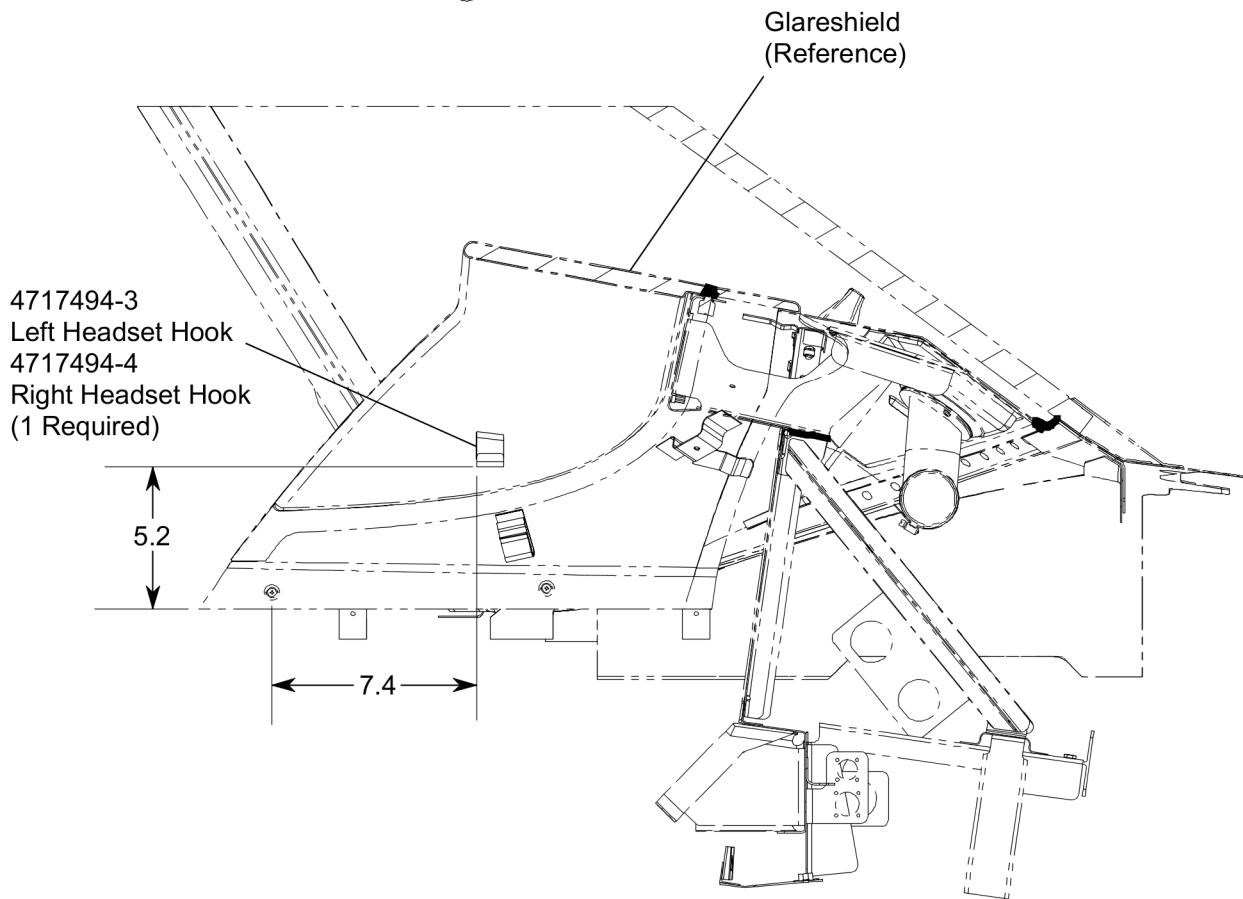 Glareshield
(Reference)
4717494-3
Left Headset Hook
4717494-4
Right Headset Hook
(1 Required)
5.2
7.4